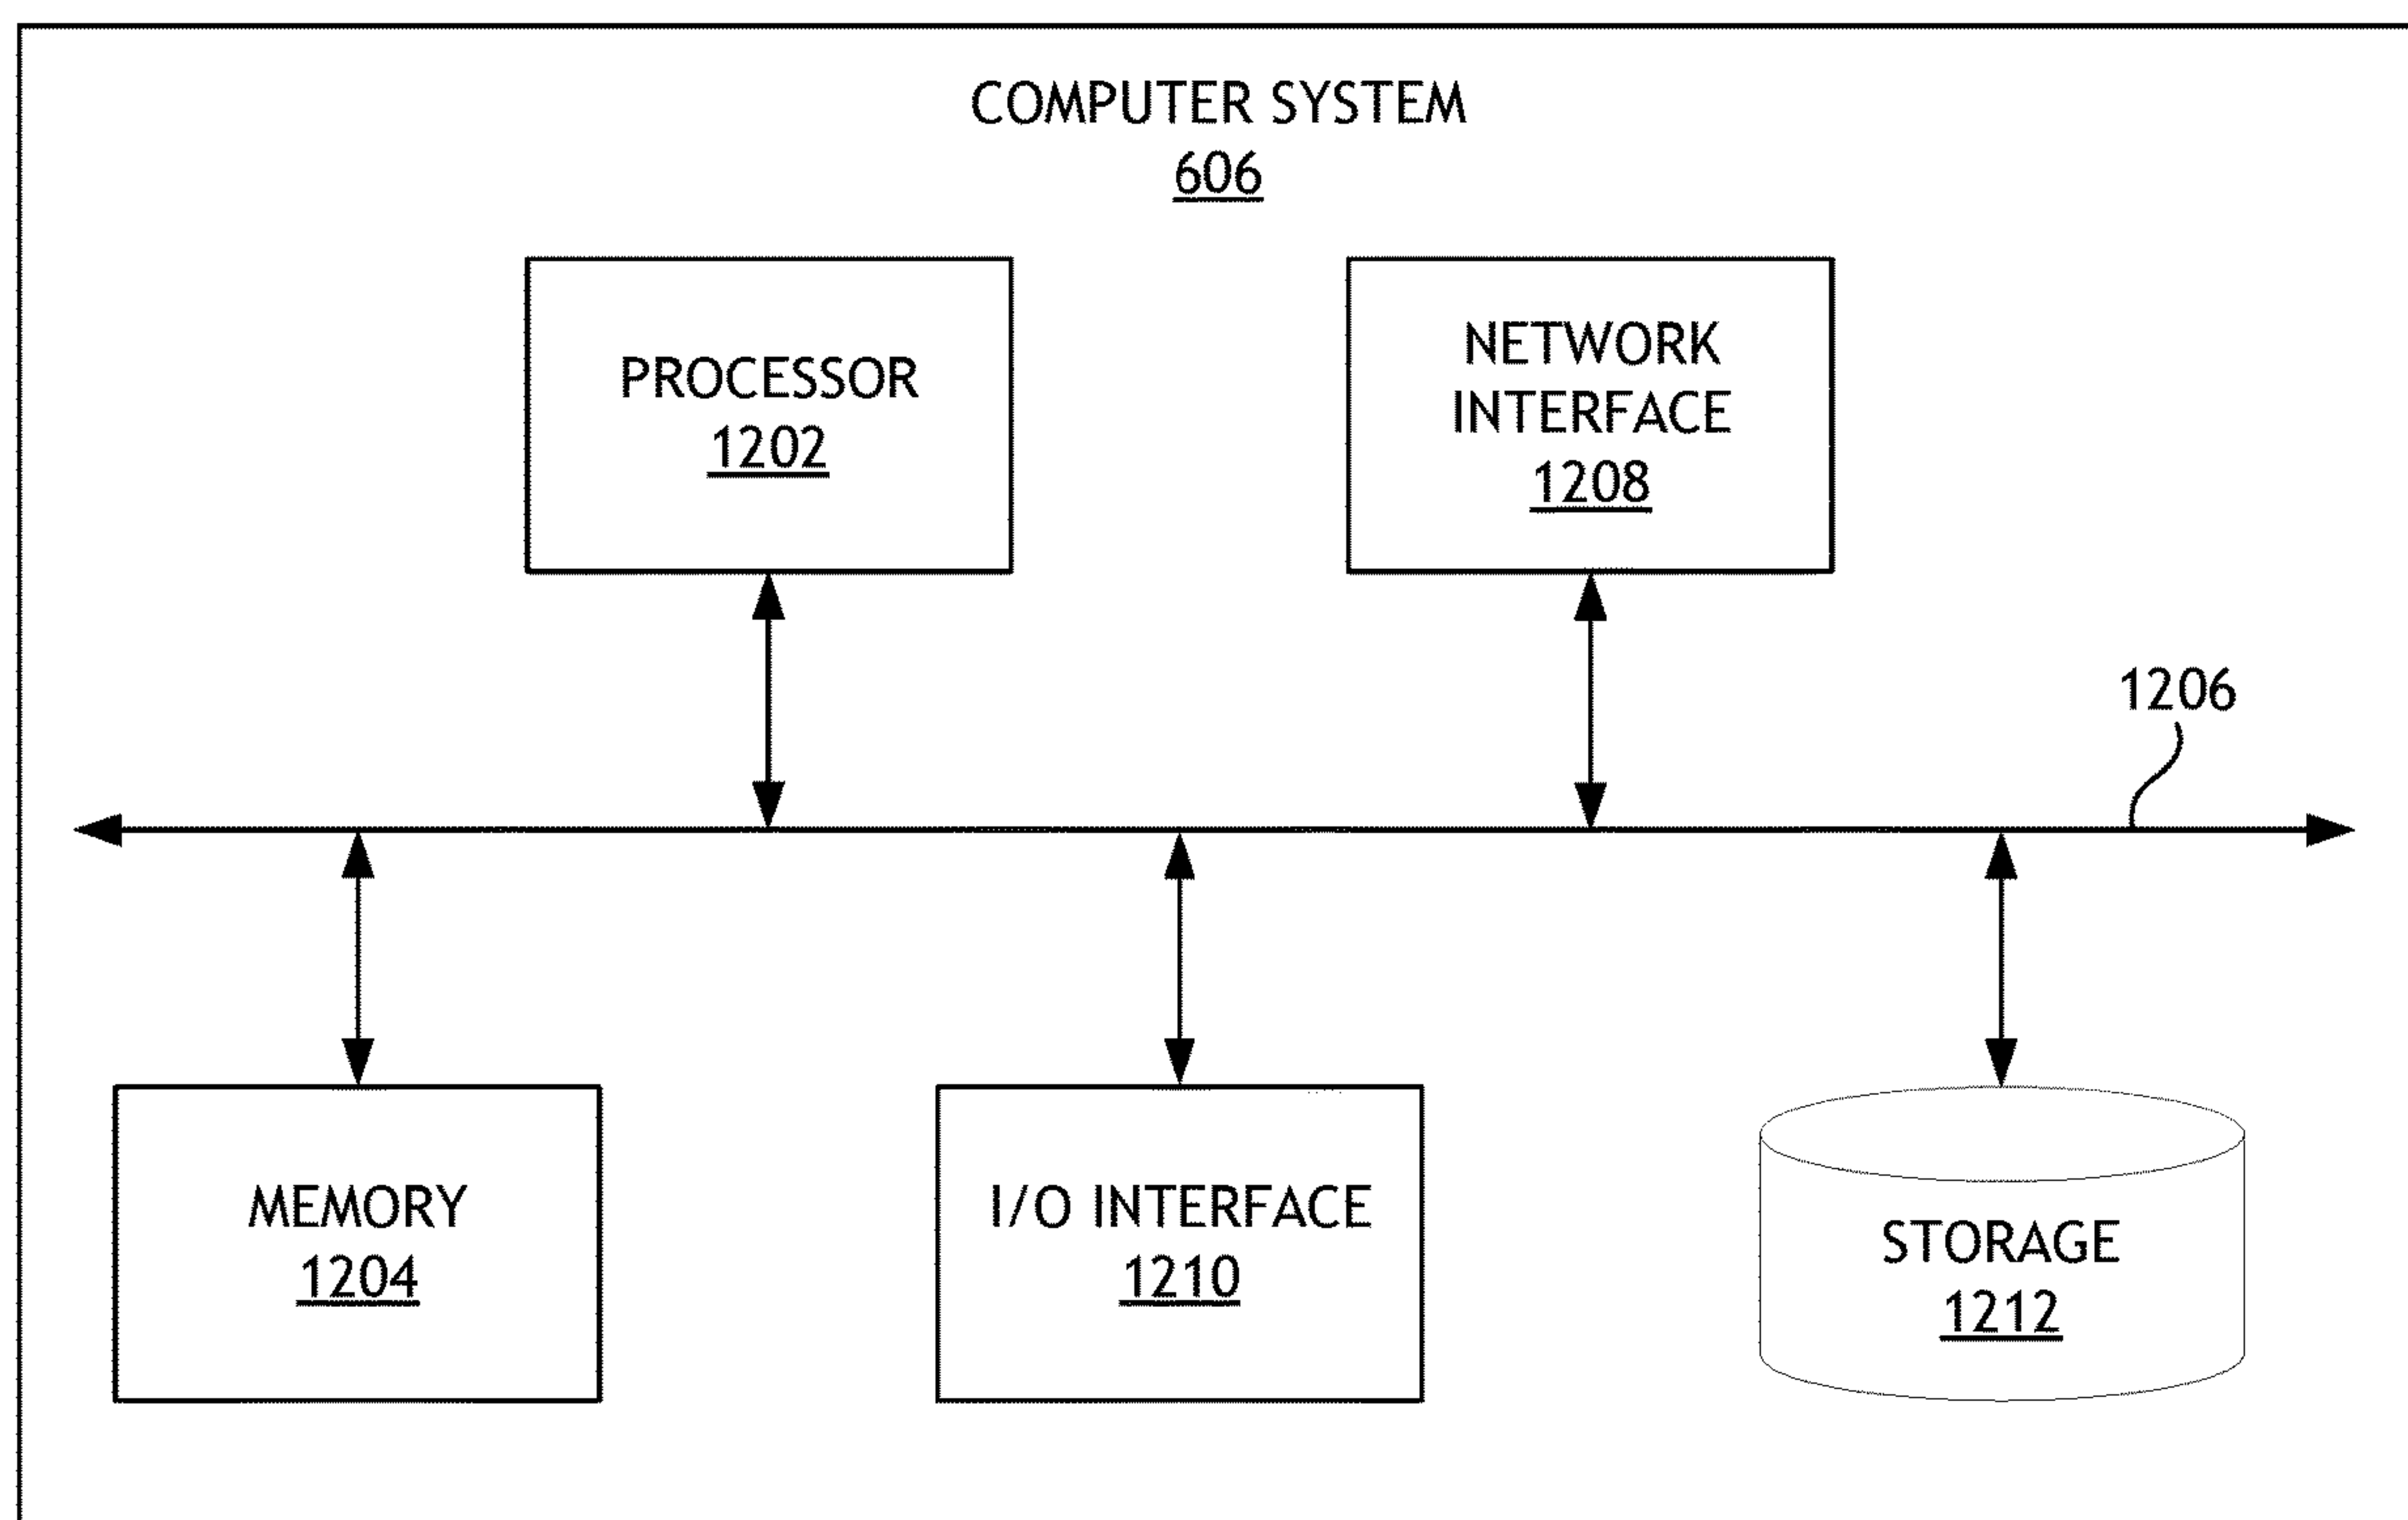 COMPUTER SYSTEM
606
PROCESSOR
1202
NETWORK
INTERFACE
1208
1206
MEMORY
1204
I/O INTERFACE
1210
STORAGE
1212